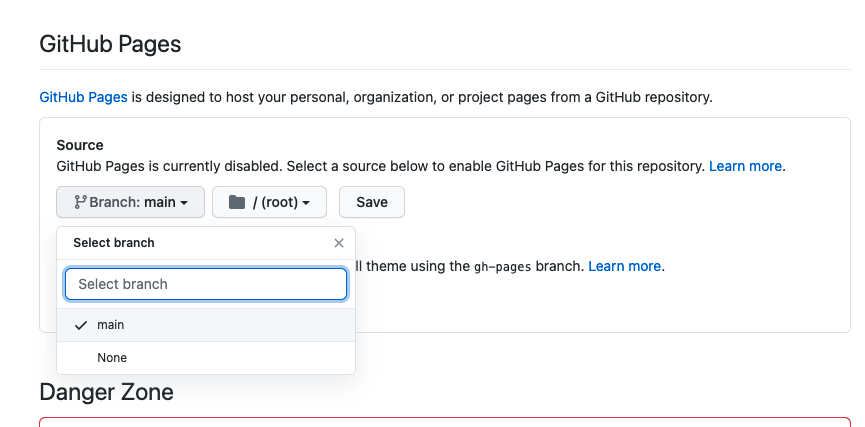 GitHub Pages
GitHub Pages is designed to host your personal, organization, or project pages from a GitHub repository.
Source
GitHub Pages is currently disabled. Select a source below to enable GitHub Pages for this repository. Learn more.
Branch: main / (root) Save
Select branch
theme using the gh-pages branch. Learn more.
Select branch
main
None
Danger Zone